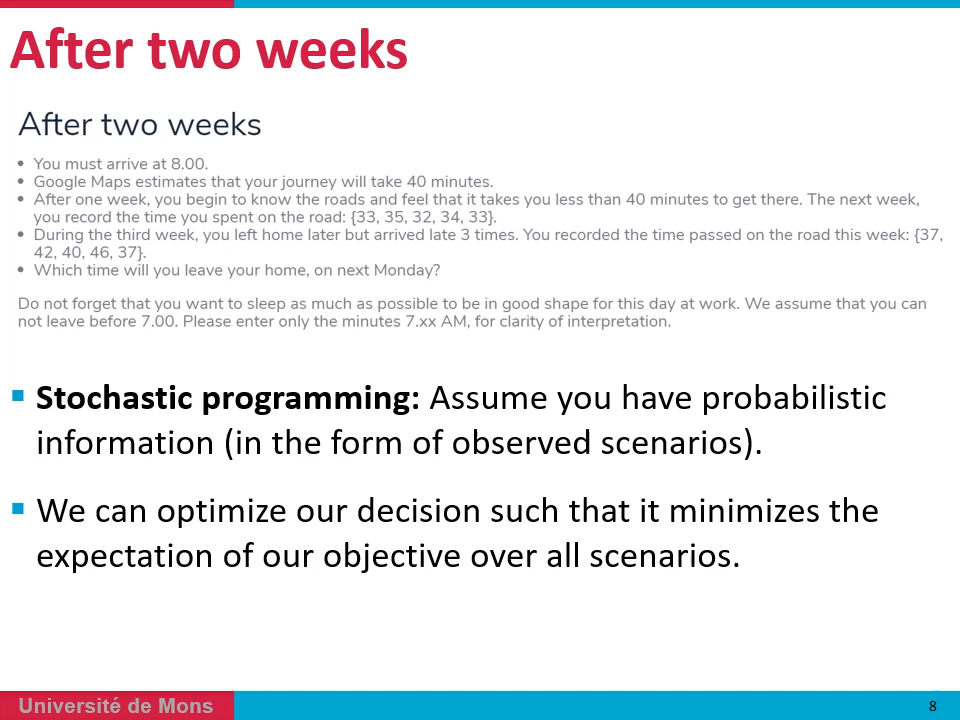 After two weeks
After two weeks
• You must arrive at 8.00.
• Google Maps estimates that your journey will take 40 minutes.
• After one week, you begin to know the roads and feel that it takes you less than 40 minutes to get there. The next week,
you record the time you spent on the road: {33, 35, 32, 34, 33}.
• During the third week, you left home later but arrived late 3 times. You recorded the time passed on the road this week: {37,
42, 40, 46, 37}.
• Which time will you leave your home, on next Monday?
Do not forget that you want to sleep as much as possible to be in good shape for this day at work. We assume that you can
not leave before 7.00. Please enter only the minutes 7.xx AM, for clarity of interpretation.
▪ Stochastic programming: Assume you have probabilistic
information (in the form of observed scenarios).
▪ We can optimize our decision such that it minimizes the
expectation of our objective over all scenarios.
Université de Mons
8